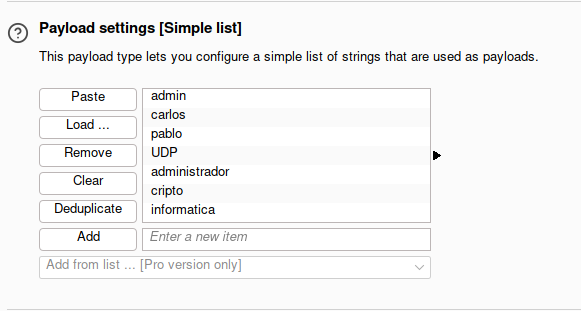 Payload settings [Simple list]
This payload type lets you configure a simple list of strings that are used as payloads.
Paste
Load ...
Remove
Clear
Deduplicate
Add
admin
carlos
pablo
UDP
administrador
cripto
informatica
Enter a new item
Add from list ... [Pro version only]